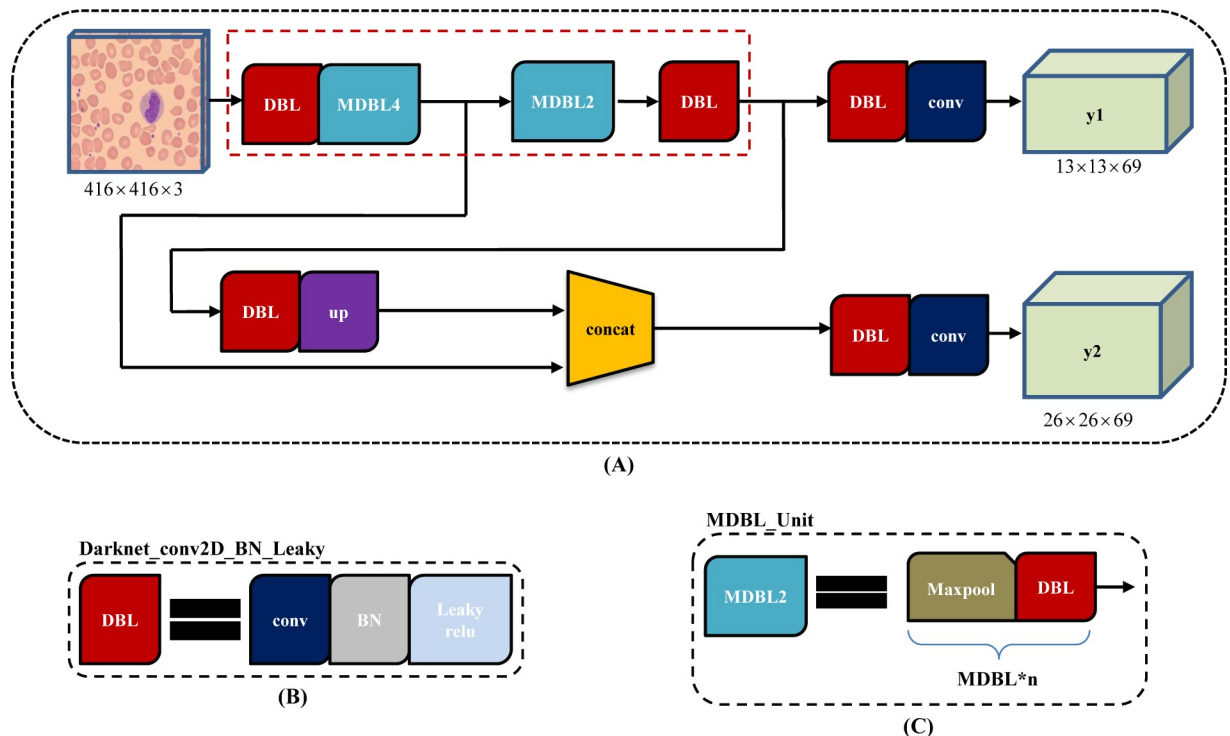 DBL MDBL4 MDBL2 DBL DBL conv y1
416×416×3
13×13×69
DBL up concat DBL conv y2
26×26×69
(A)
Darknet_conv2D_BN_Leaky
DBL conv BN Leaky
relu
(B)
MDBL_Unit
MDBL2 Maxpool DBL
MDBL*n
(C)